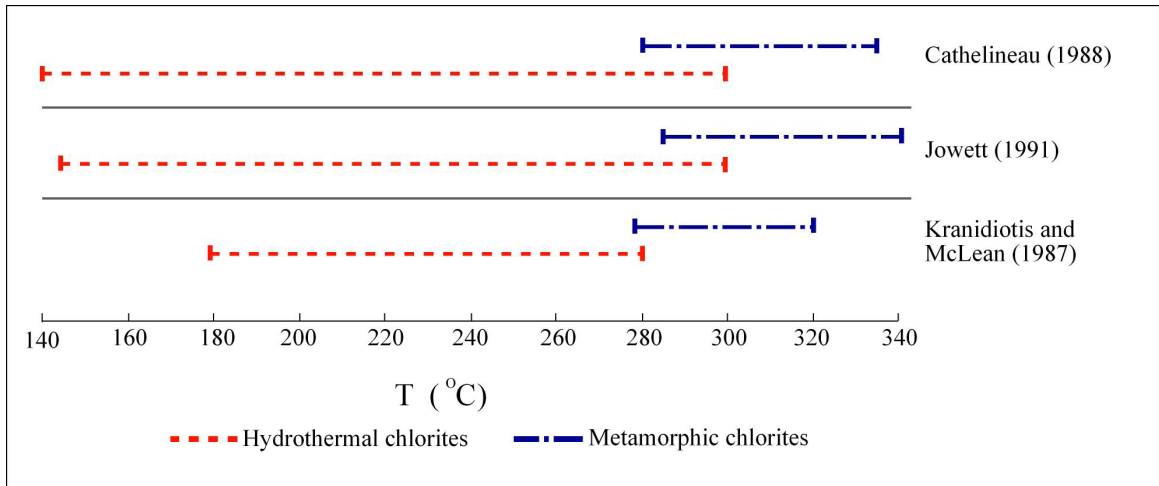 Cathelineau (1988)
Jowett (1991)
Kranidiotis and
McLean (1987)
140 160 180 200 220 240 260 280 300 320 340
T (°C)
Hydrothermal chlorites Metamorphic chlorites